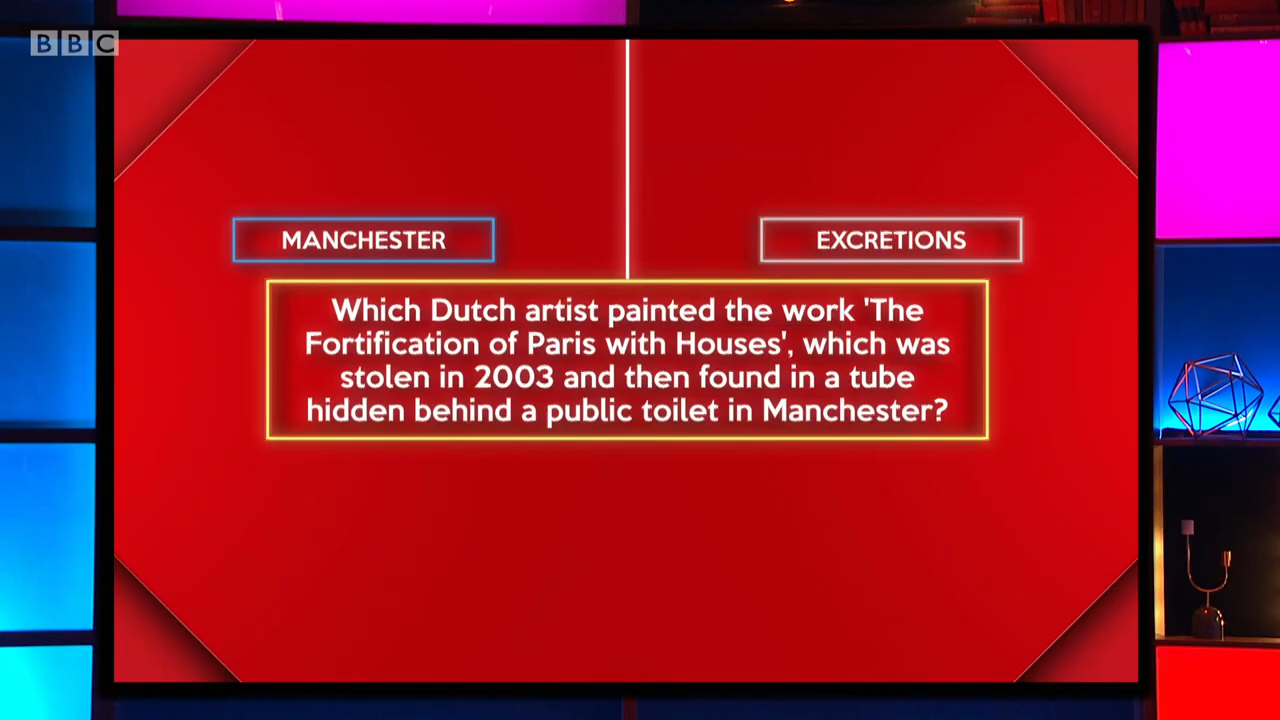 BBC
MANCHESTER
EXCRETIONS
Which Dutch artist painted the work 'The
Fortification of Paris with Houses', which was
stolen in 2003 and then found in a tube
hidden behind a public toilet in Manchester?